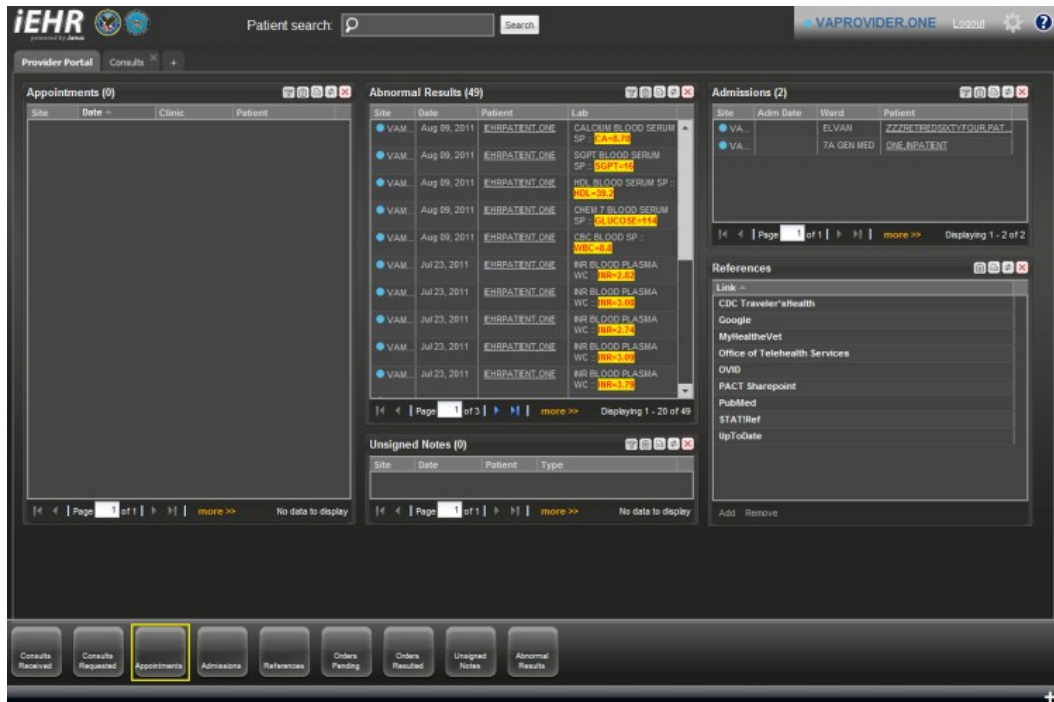 iEHR
powered by Janus
Patient search:
Search
VAPROVIDER,ONE
Logout
?
Provider Portal
Consults
+
Appointments (0)
Site Date Clinic Patient
Page 1 of 1 more >> No data to display
Abnormal Results (49)
Site Date Patient Lab
VAM... Aug 09, 2011 EHRPATIENT,ONE CALCIUM BLOOD SERUM
SP :: CA=8.70
VAM... Aug 09, 2011 EHRPATIENT,ONE SGPT BLOOD SERUM
SP :: SGPT=16
VAM... Aug 09, 2011 EHRPATIENT,ONE HDL BLOOD SERUM SP ::
HDL=39.2
VAM... Aug 09, 2011 EHRPATIENT,ONE CHEM 7 BLOOD SERUM
SP :: GLUCOSE=114
VAM... Aug 09, 2011 EHRPATIENT,ONE CBC BLOOD SP ::
WBC=8.8
VAM... Jul 23, 2011 EHRPATIENT,ONE INR BLOOD PLASMA
WC :: INR=2.82
VAM... Jul 23, 2011 EHRPATIENT,ONE INR BLOOD PLASMA
WC :: INR=3.08
VAM... Jul 23, 2011 EHRPATIENT,ONE INR BLOOD PLASMA
WC :: INR=2.74
VAM... Jul 23, 2011 EHRPATIENT,ONE INR BLOOD PLASMA
WC :: INR=3.09
VAM... Jul 23, 2011 EHRPATIENT,ONE INR BLOOD PLASMA
WC :: INR=3.79
Page 1 of 3 more >> Displaying 1 - 20 of 49
Unsigned Notes (0)
Site Date Patient Type
Page 1 of 1 more >> No data to display
Admissions (2)
Site Adm Date Ward Patient
VA... ELVAN ZZZRETIREDSIXTYFOUR,PAT...
VA... 7A GEN MED ONE,INPATIENT
Page 1 of 1 more >> Displaying 1 - 2 of 2
References
Link
CDC Traveler'sHealth
Google
MyHealtheVet
Office of Telehealth Services
OVID
PACT Sharepoint
PubMed
STAT!Ref
UpToDate
Add Remove
Consults
Received
Consults
Requested
Appointments
Admissions
References
Orders
Pending
Orders
Resulted
Unsigned
Notes
Abnormal
Results
+